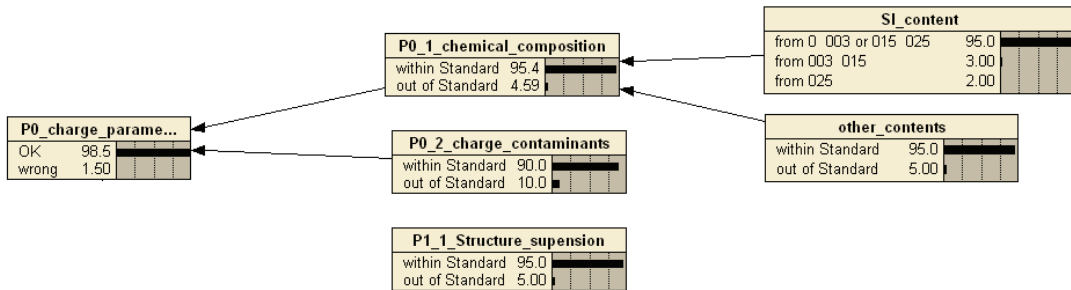 SI_content
from 0 003 or 015 025 95.0
from 003 015 3.00
from 025 2.00
P0_1_chemical_composition
within Standard 95.4
out of Standard 4.59
P0_charge_parame...
OK 98.5
wrong 1.50
other_contents
within Standard 95.0
out of Standard 5.00
P0_2_charge_contaminants
within Standard 90.0
out of Standard 10.0
P1_1_Structure_supension
within Standard 95.0
out of Standard 5.00